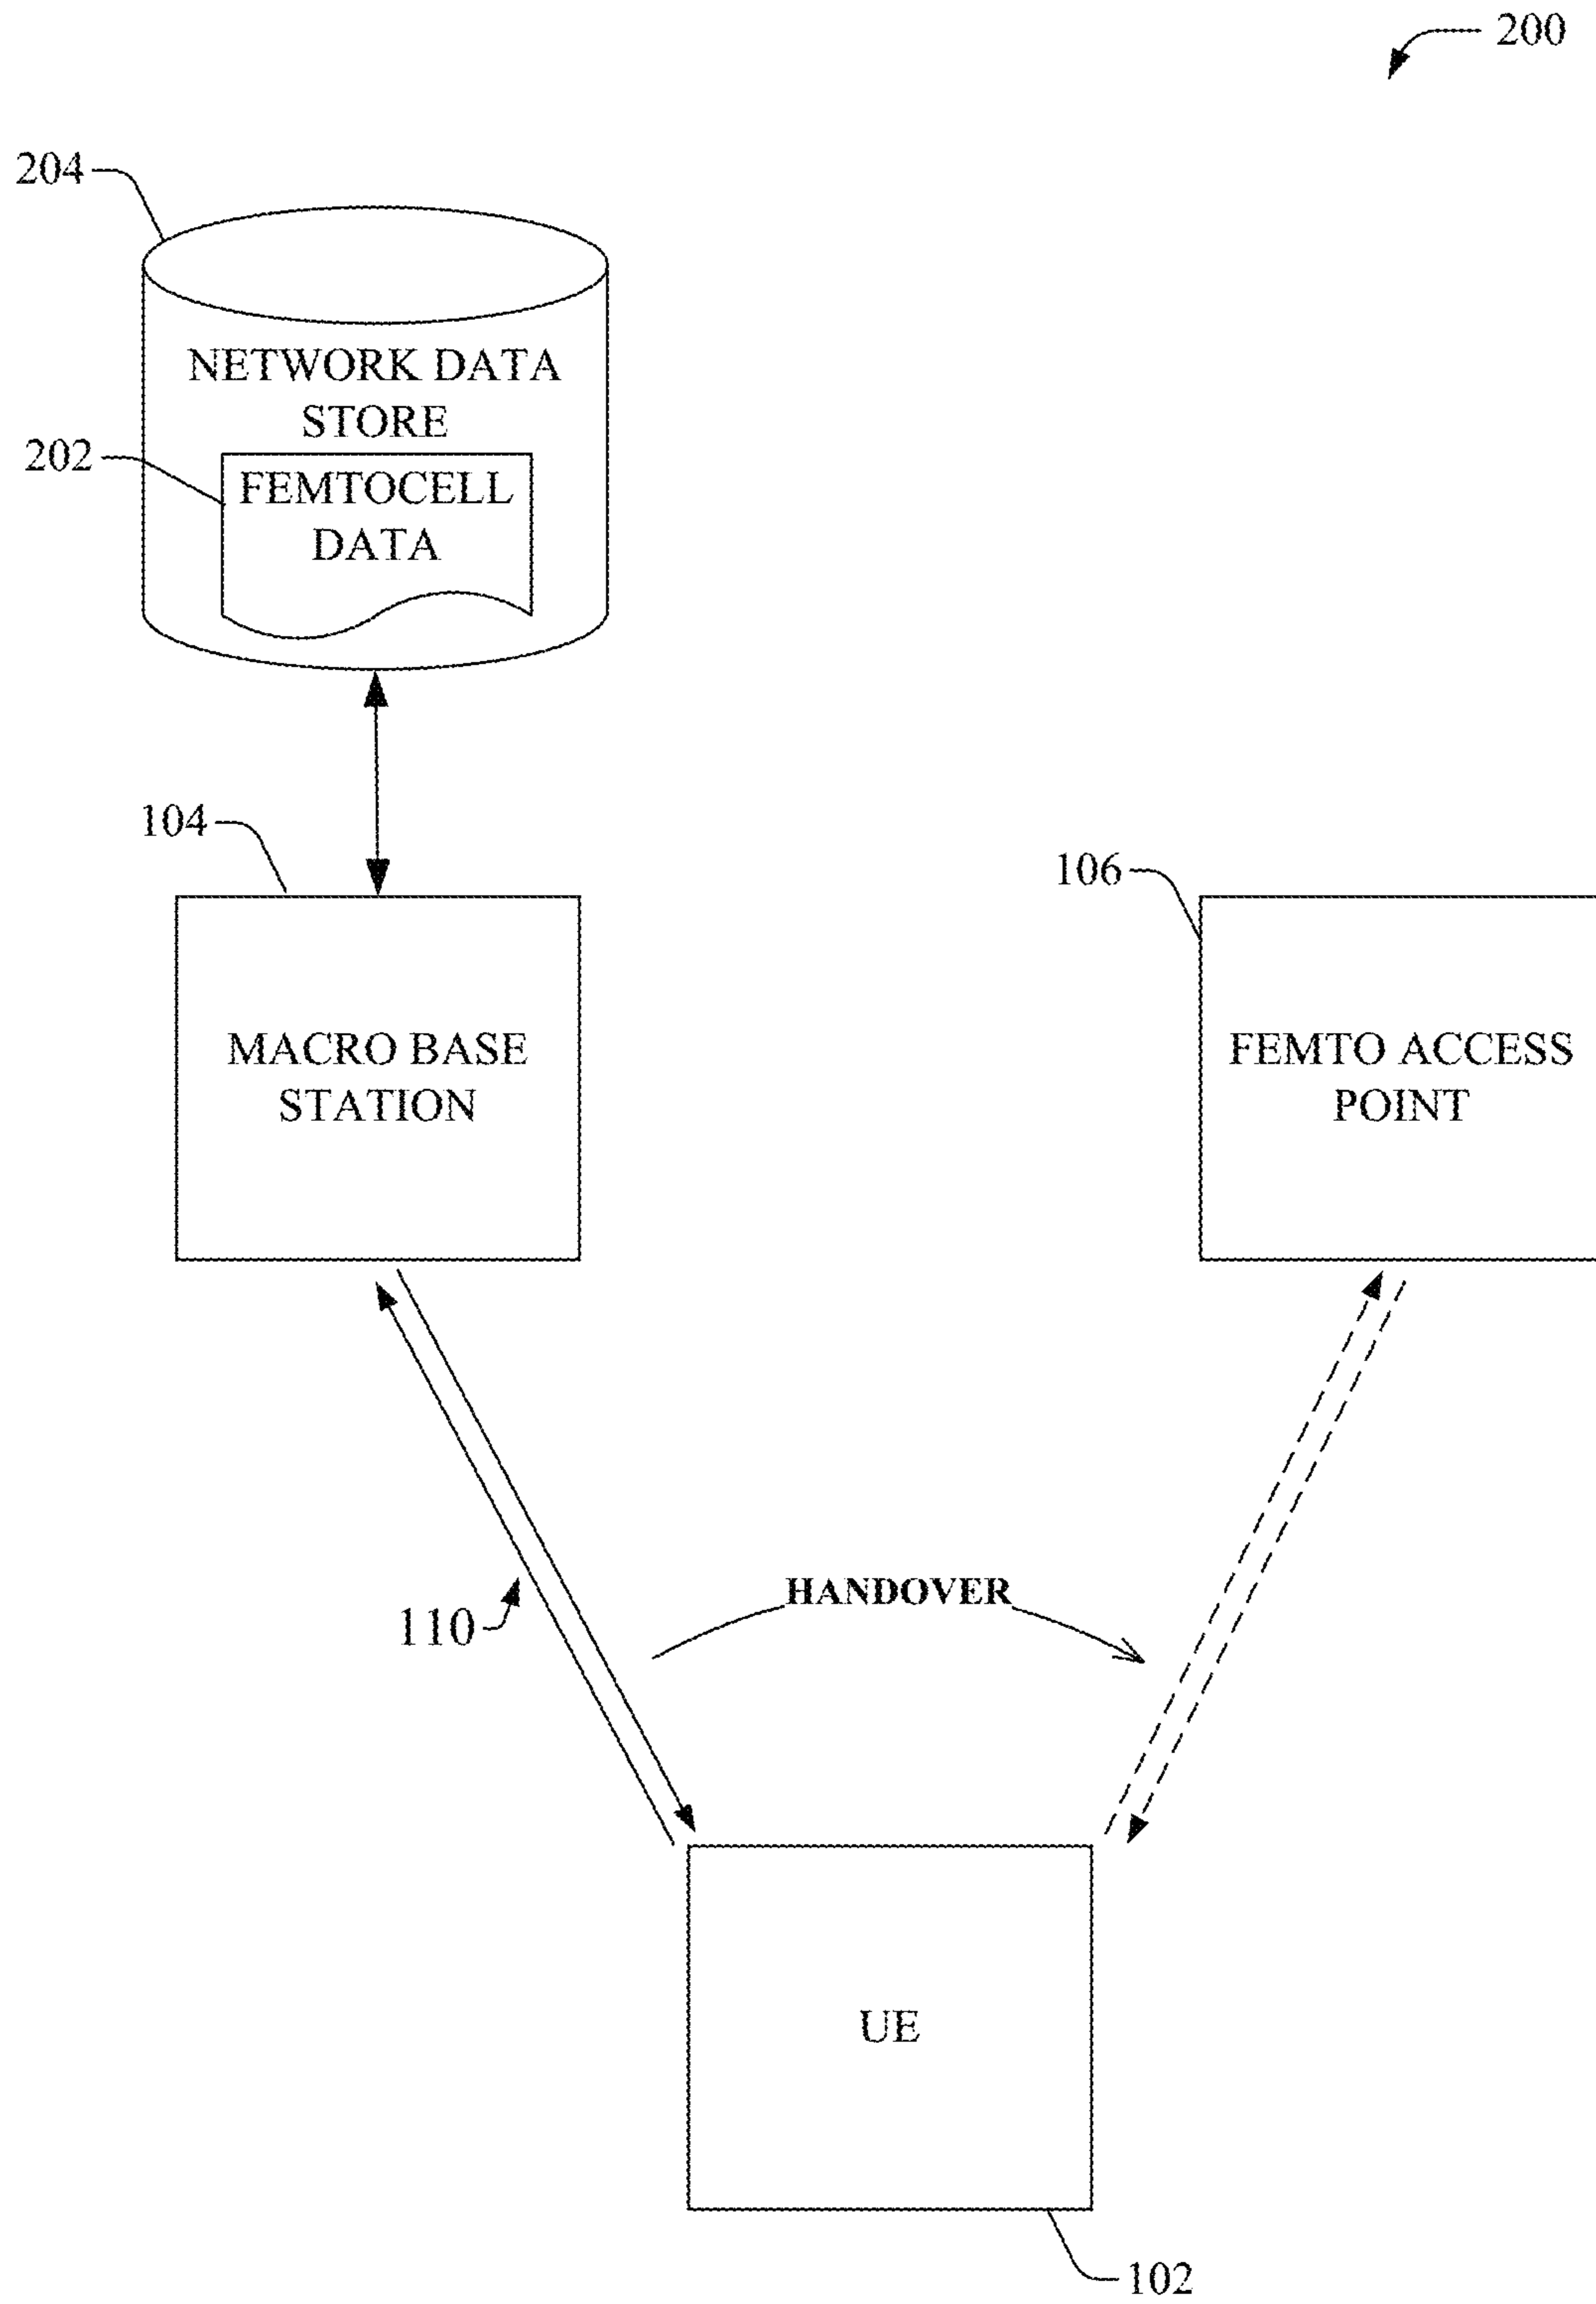 200
204
NETWORK DATA
STORE
202
FEMTOCELL
DATA
104
106
MACRO BASE
STATION
FEMTO ACCESS
POINT
HANDOVER
110
UE
102